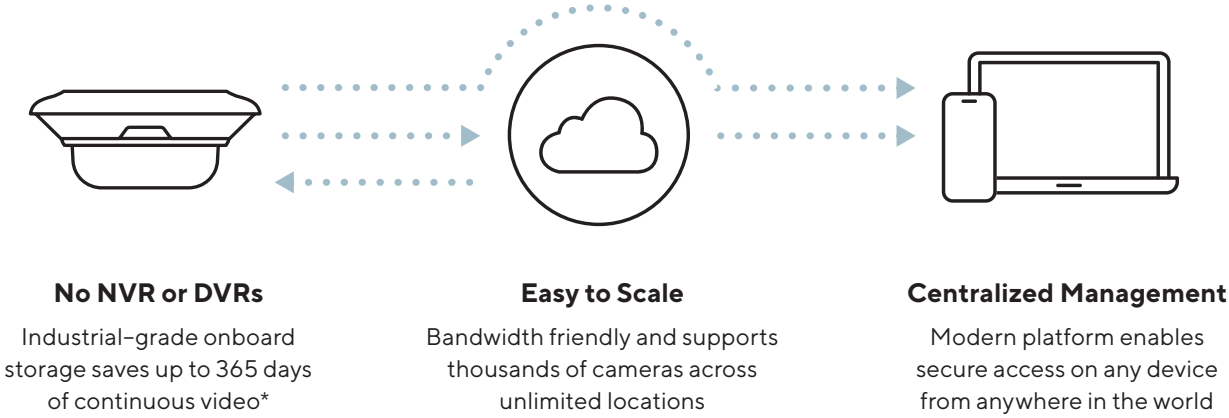 No NVR or DVRs
Industrial–grade onboard
storage saves up to 365 days
of continuous video*
Easy to Scale
Bandwidth friendly and supports
thousands of cameras across
unlimited locations
Centralized Management
Modern platform enables
secure access on any device
from anywhere in the world